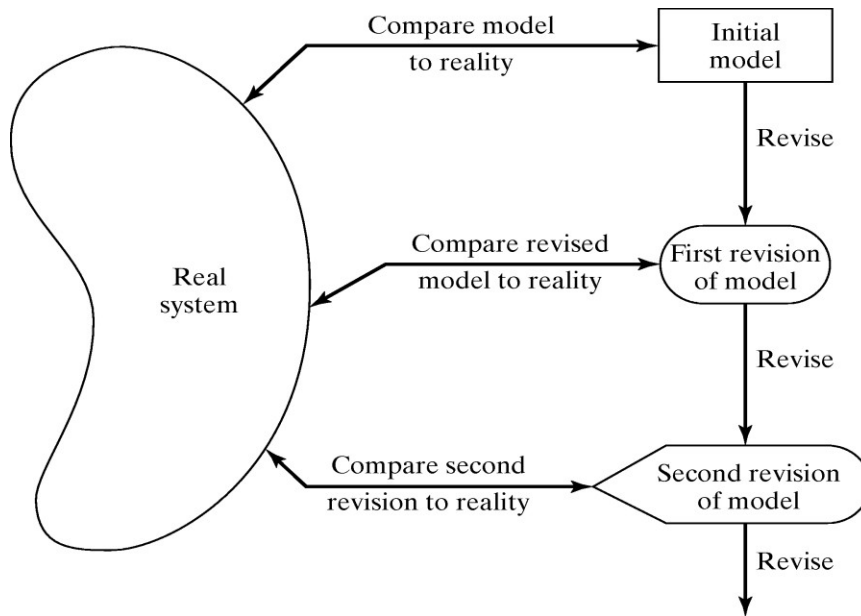 Compare model
to reality
Initial
model
Revise
Real
system
Compare revised
model to reality
First revision
of model
Revise
Compare second
revision to reality
Second revision
of model
Revise